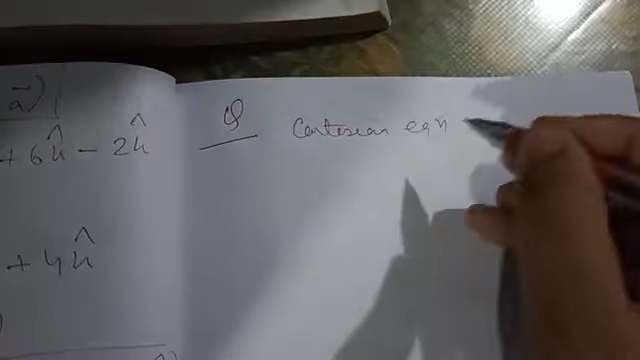 a⃗) |
+ 6k̂ - 2k̂
+ 4k̂
)
Q
Cartesian eqn